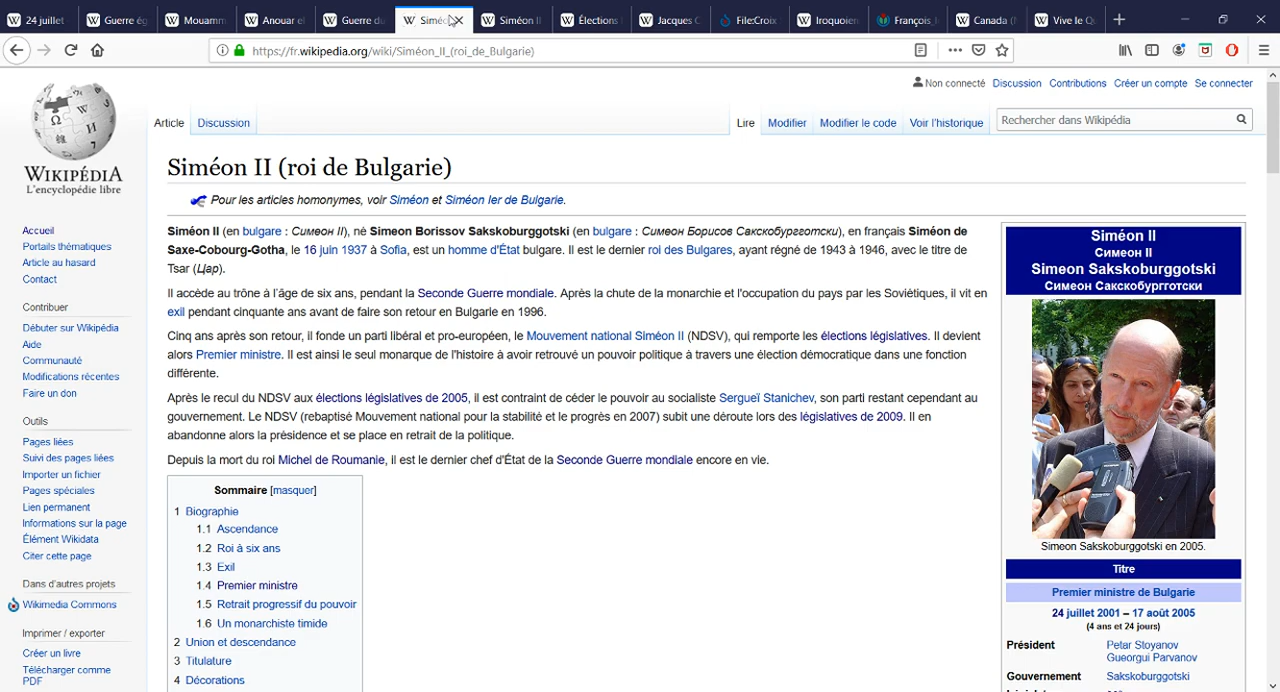 24 juillet
Guerre ég
Mouamm
Anouar el
Guerre du
Siméo
Siméon II
Élections
Jacques C
File:Croix
Iroquoien
François_
Canada (
Vive le Qu
https://fr.wikipedia.org/wiki/Siméon_II_(roi_de_Bulgarie)
Non connecté Discussion Contributions Créer un compte Se connecter
Article Discussion Lire Modifier Modifier le code Voir l'historique Rechercher dans Wikipédia
WIKIPÉDIA
L'encyclopédie libre
Accueil
Portails thématiques
Article au hasard
Contact
Contribuer
Débuter sur Wikipédia
Aide
Communauté
Modifications récentes
Faire un don
Outils
Pages liées
Suivi des pages liées
Importer un fichier
Pages spéciales
Lien permanent
Informations sur la page
Élément Wikidata
Citer cette page
Dans d'autres projets
Wikimedia Commons
Imprimer / exporter
Créer un livre
Télécharger comme
PDF
Siméon II (roi de Bulgarie)
Pour les articles homonymes, voir Siméon et Siméon Ier de Bulgarie.
Siméon II (en bulgare : Симеон II), né Simeon Borissov Sakskoburggotski (en bulgare : Симеон Борисов Сакскобургготски), en français Siméon de
Saxe-Cobourg-Gotha, le 16 juin 1937 à Sofia, est un homme d'État bulgare. Il est le dernier roi des Bulgares, ayant régné de 1943 à 1946, avec le titre de
Tsar (Цар).
Il accède au trône à l'âge de six ans, pendant la Seconde Guerre mondiale. Après la chute de la monarchie et l'occupation du pays par les Soviétiques, il vit en
exil pendant cinquante ans avant de faire son retour en Bulgarie en 1996.
Cinq ans après son retour, il fonde un parti libéral et pro-européen, le Mouvement national Siméon II (NDSV), qui remporte les élections législatives. Il devient
alors Premier ministre. Il est ainsi le seul monarque de l'histoire à avoir retrouvé un pouvoir politique à travers une élection démocratique dans une fonction
différente.
Après le recul du NDSV aux élections législatives de 2005, il est contraint de céder le pouvoir au socialiste Sergueï Stanichev, son parti restant cependant au
gouvernement. Le NDSV (rebaptisé Mouvement national pour la stabilité et le progrès en 2007) subit une déroute lors des législatives de 2009. Il en
abandonne alors la présidence et se place en retrait de la politique.
Depuis la mort du roi Michel de Roumanie, il est le dernier chef d'État de la Seconde Guerre mondiale encore en vie.
Sommaire [masquer]
1 Biographie
1.1 Ascendance
1.2 Roi à six ans
1.3 Exil
1.4 Premier ministre
1.5 Retrait progressif du pouvoir
1.6 Un monarchiste timide
2 Union et descendance
3 Titulature
4 Décorations
Siméon II
Симеон II
Simeon Sakskoburggotski
Симеон Сакскобургготски
Simeon Sakskoburggotski en 2005.
Titre
Premier ministre de Bulgarie
24 juillet 2001 – 17 août 2005
(4 ans et 24 jours)
Président Petar Stoyanov
Gueorgui Parvanov
Gouvernement Sakskoburggotski